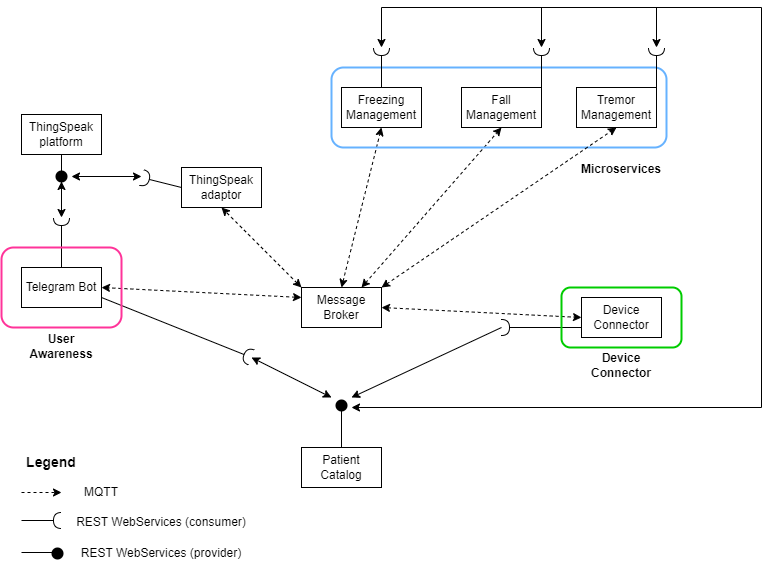 Freezing
Management
Fall
Management
Tremor
Management
Microservices
ThingSpeak
platform
ThingSpeak
adaptor
Telegram Bot
User
Awareness
Message
Broker
Device
Connector
Device
Connector
Patient
Catalog
Legend
MQTT
REST WebServices (consumer)
REST WebServices (provider)